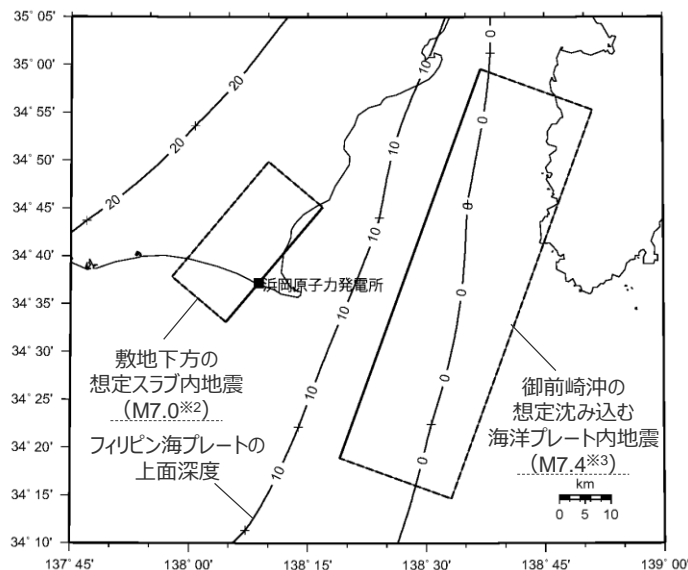 35° 05'
35° 00'
34° 55'
34° 50'
34° 45'
34° 40'
34° 35'
34° 30'
34° 25'
34° 20'
34° 15'
34° 10'
137° 45'
138° 00'
138° 15'
138° 30'
138° 45'
139° 00'
20
20
20
10
10
10
10
10
0
0
0
0
0
0
浜岡原子力発電所
敷地下方の
想定スラブ内地震
（M7.0※2）
フィリピン海プレートの
上面深度
御前崎沖の
想定沈み込む
海洋プレート内地震
（M7.4※3）
km
0 5 10